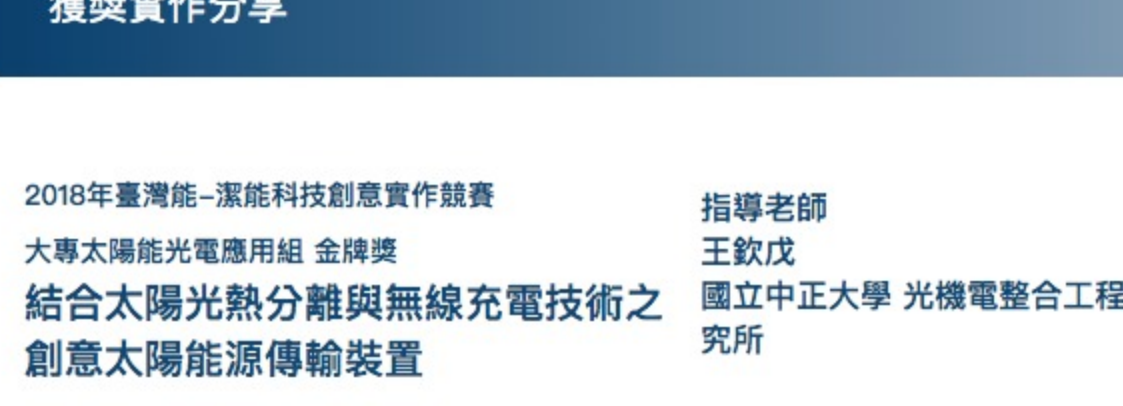 獲獎實作分享
2018年臺灣能–潔能科技創意實作競賽
大專太陽能光電應用組 金牌獎
結合太陽光熱分離與無線充電技術之
創意太陽能源傳輸裝置
指導老師
王欽戊
國立中正大學 光機電整合工程
究所